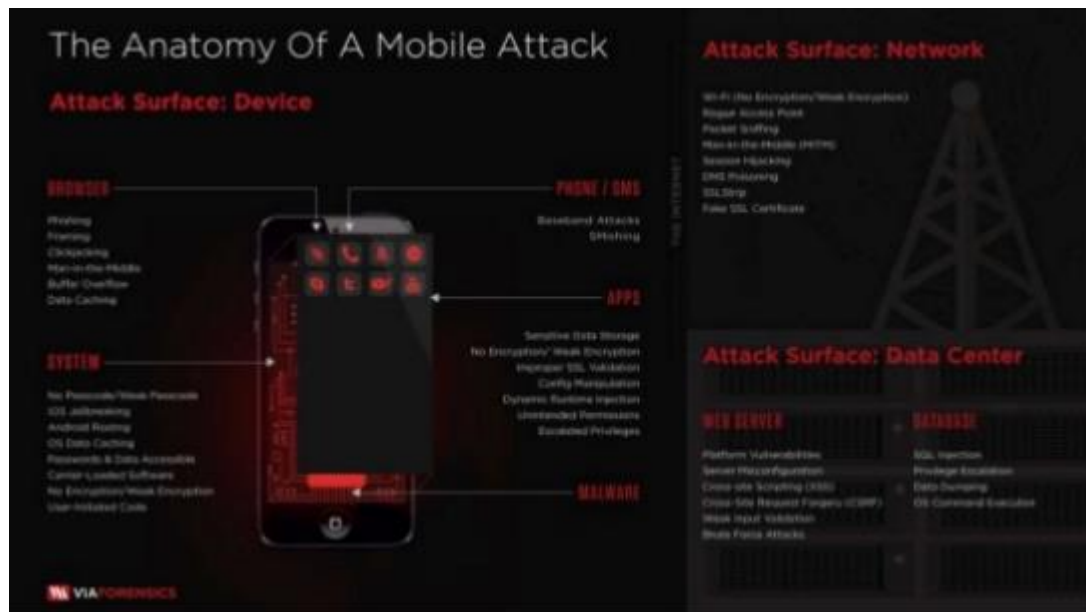 The Anatomy Of A Mobile Attack
Attack Surface: Device
BROWSER
Phishing
Framing
Clickjacking
Man-in-the-Middle
Buffer Overflow
Data Caching
SYSTEM
No Passcode/Weak Passcode
iOS Jailbreaking
Android Rooting
OS Data Caching
Passwords & Data Accessible
Carrier-Loaded Software
No Encryption/Weak Encryption
User-Initiated Code
PHONE / SMS
Baseband Attacks
SMishing
APPS
Sensitive Data Storage
No Encryption/ Weak Encryption
Improper SSL Validation
Config Manipulation
Dynamic Runtime Injection
Unintended Permissions
Escalated Privileges
MALWARE
VIAFORENSICS
THE INTERNET
Attack Surface: Network
Wi-Fi (No Encryption/Weak Encryption)
Rogue Access Point
Packet Sniffing
Man-in-the-Middle (MITM)
Session Hijacking
DNS Poisoning
SSLStrip
Fake SSL Certificate
Attack Surface: Data Center
WEB SERVER
Platform Vulnerabilities
Server Misconfiguration
Cross-site Scripting (XSS)
Cross-Site Request Forgery (CSRF)
Weak Input Validation
Brute Force Attacks
DATABASE
SQL Injection
Privilege Escalation
Data Dumping
OS Command Execution